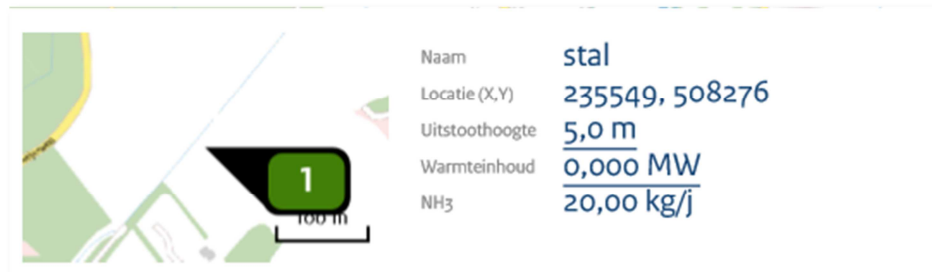 Naam stal
Locatie (X,Y) 235549, 508276
Uitstoothoogte 5,0 m
Warmteinhoud 0,000 MW
NH3 20,00 kg/j
1
100 m